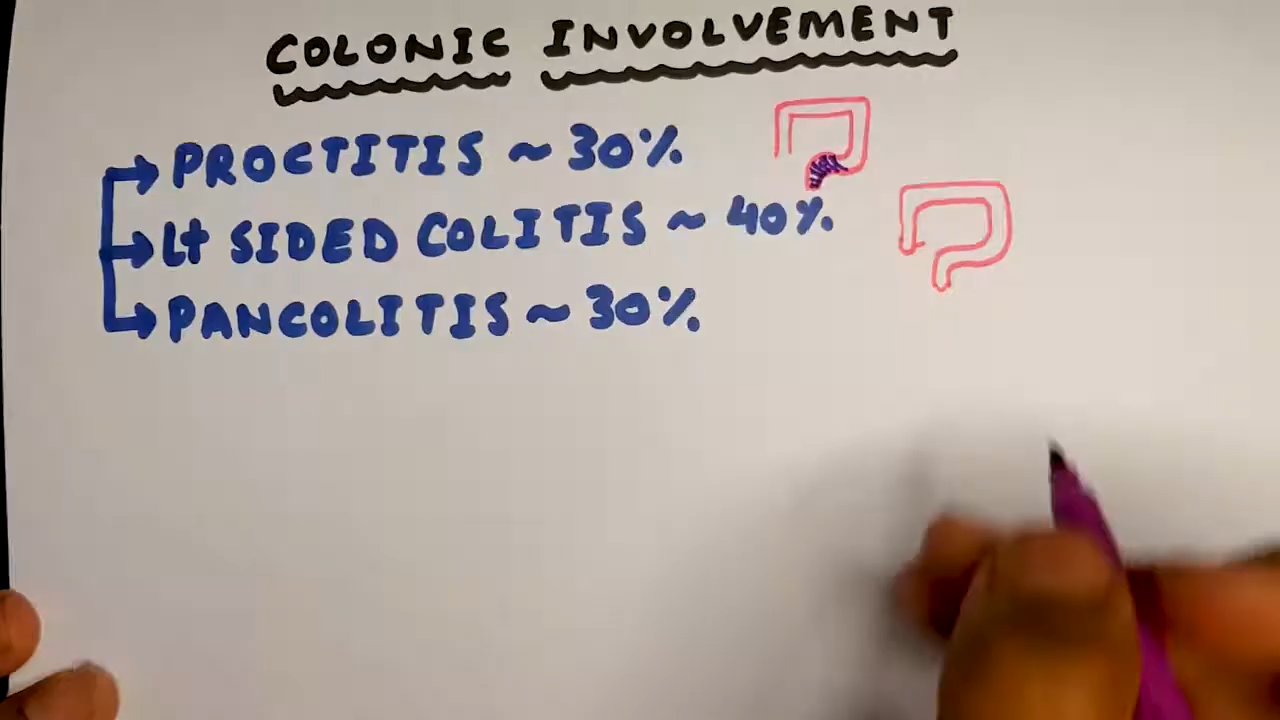 COLONIC INVOLVEMENT
PROCTITIS ~ 30%
Lt SIDED COLITIS ~ 40%
PANCOLITIS ~ 30%